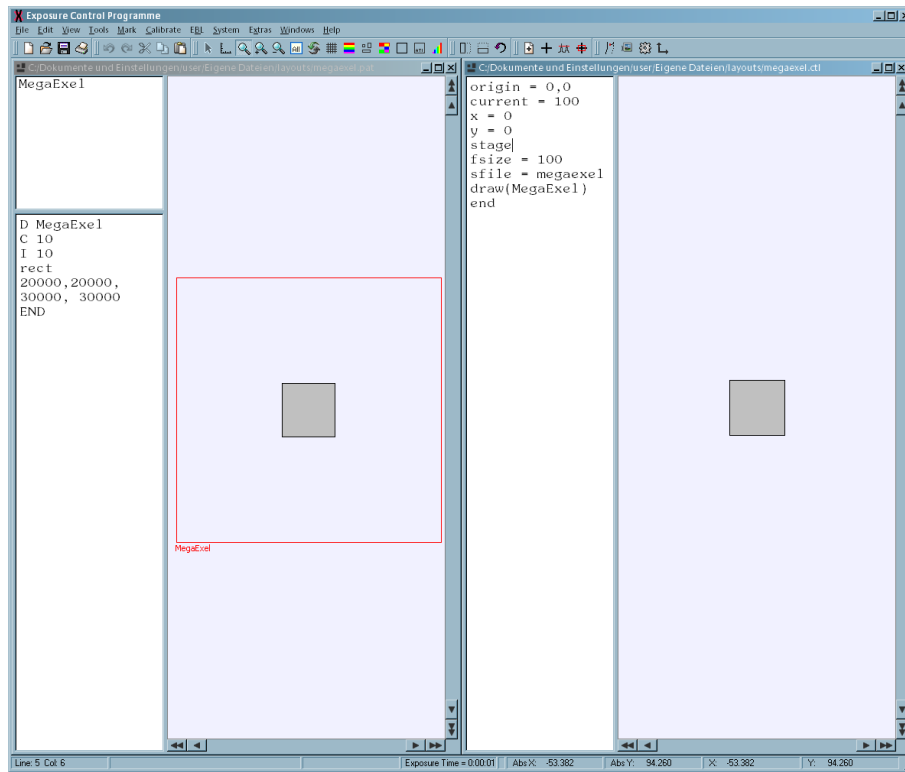 Exposure Control Programme
File Edit View Tools Mark Calibrate EBL System Extras Windows Help
C:/Dokumente und Einstellungen/user/Eigene Dateien/layouts/megaexel.pat
MegaExel
D MegaExel
C 10
I 10
rect
20000,20000,
30000, 30000
END
MegaExel
C:/Dokumente und Einstellungen/user/Eigene Dateien/layouts/megaexel.ctl
origin = 0,0
current = 100
x = 0
y = 0
stage
fsize = 100
sfile = megaexel
draw(MegaExel)
end
Line: 5 Col: 6 Exposure Time = 0:00:01 Abs X: -53.382 Abs Y: 94.260 X: -53.382 Y: 94.260